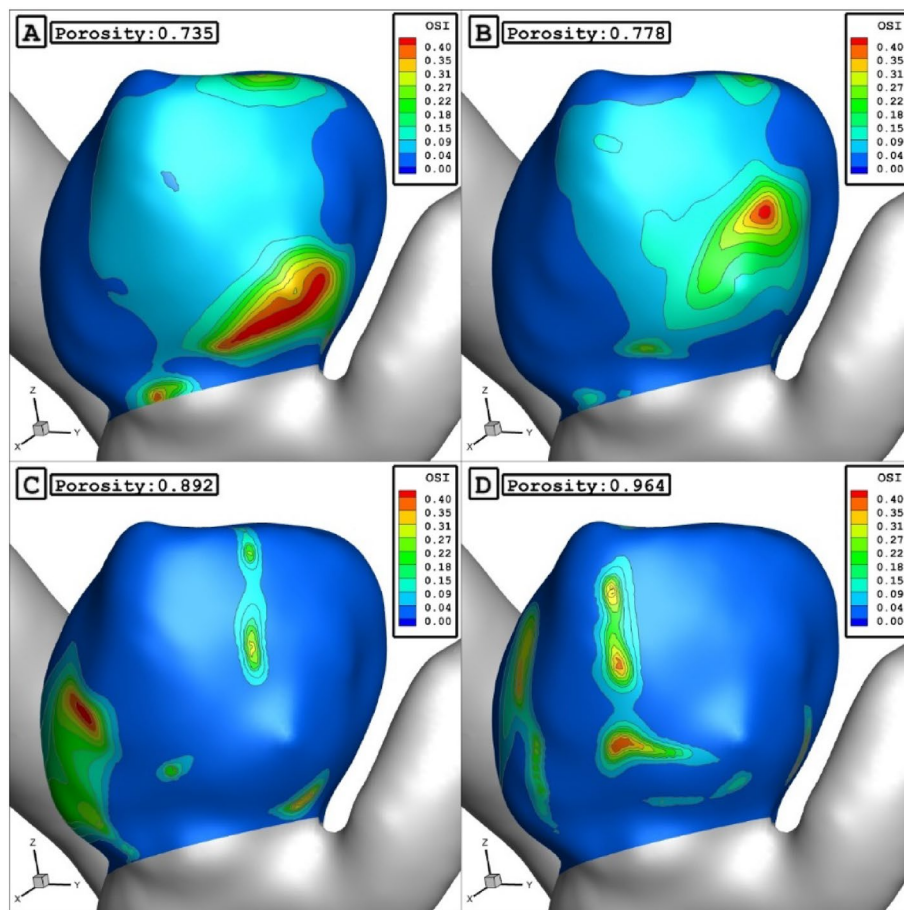 A Porosity:0.735
OSI
0.40
0.35
0.31
0.27
0.22
0.18
0.15
0.09
0.04
0.00
Z
X
Y
B Porosity:0.778
OSI
0.40
0.35
0.31
0.27
0.22
0.18
0.15
0.09
0.04
0.00
Z
X
Y
C Porosity:0.892
OSI
0.40
0.35
0.31
0.27
0.22
0.18
0.15
0.09
0.04
0.00
Z
X
Y
D Porosity:0.964
OSI
0.40
0.35
0.31
0.27
0.22
0.18
0.15
0.09
0.04
0.00
Z
X
Y